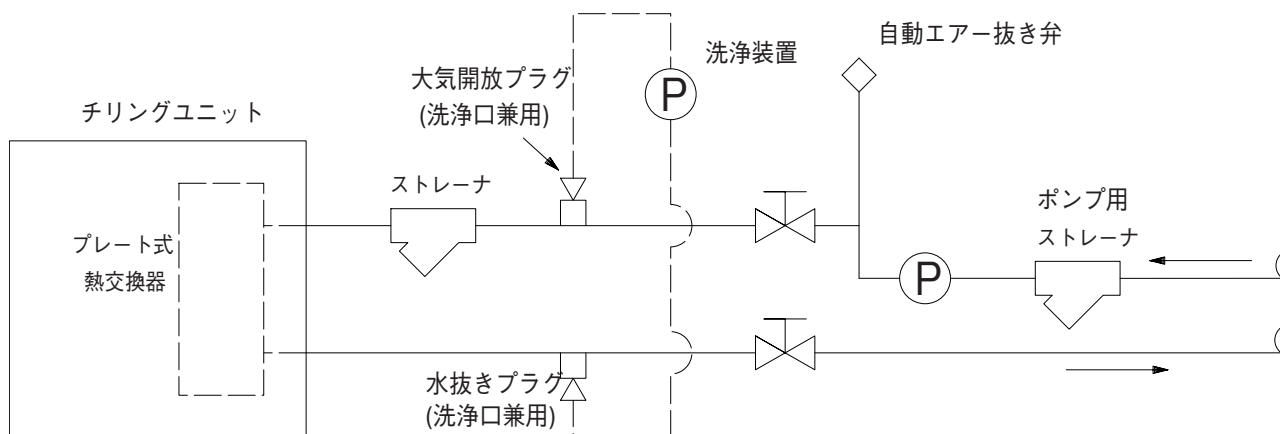 自動エアー抜き弁
洗浄装置
大気開放プラグ
(洗浄口兼用)
P
チリングユニット
ストレーナ
ポンプ用
ストレーナ
プレート式
熱交換器
P
水抜きプラグ
(洗浄口兼用)